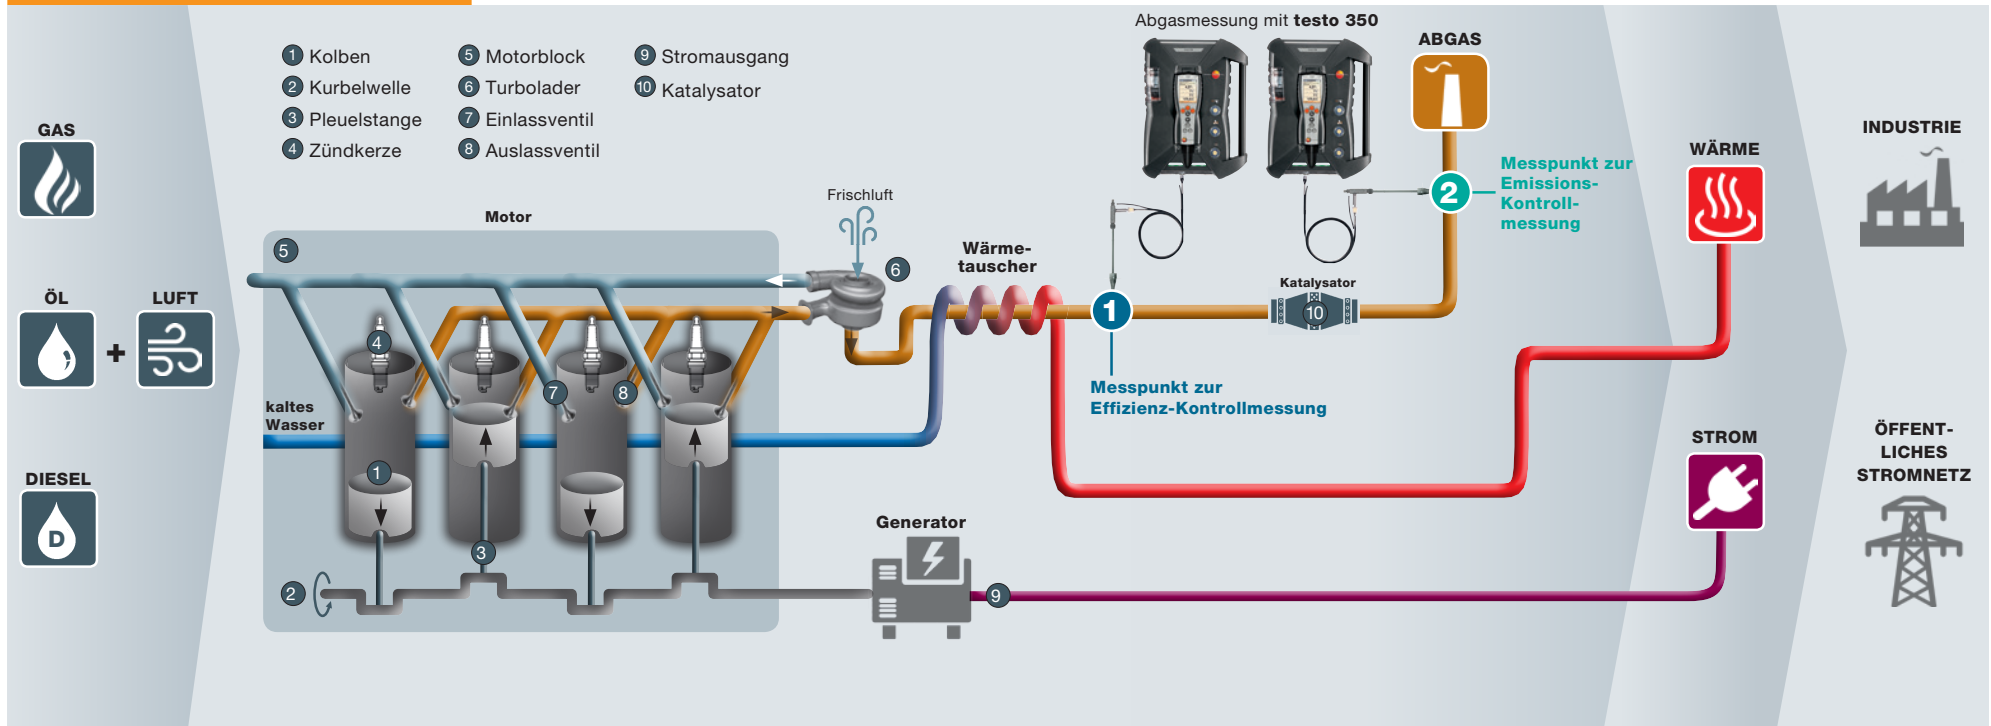 Abgasmessung mit testo 350
1 Kolben
2 Kurbelwelle
3 Pleuelstange
4 Zündkerze
5 Motorblock
6 Turbolader
7 Einlassventil
8 Auslassventil
9 Stromausgang
10 Katalysator
GAS
ÖL
+
LUFT
DIESEL
D
Motor
5
4
7
8
kaltes
Wasser
1
3
2
Frischluft
6
Wärme-
tauscher
1
Messpunkt zur
Effizienz-Kontrollmessung
Katalysator
10
ABGAS
2
Messpunkt zur
Emissions-
Kontroll-
messung
Generator
9
WÄRME
STROM
INDUSTRIE
ÖFFENT-
LICHES
STROMNETZ